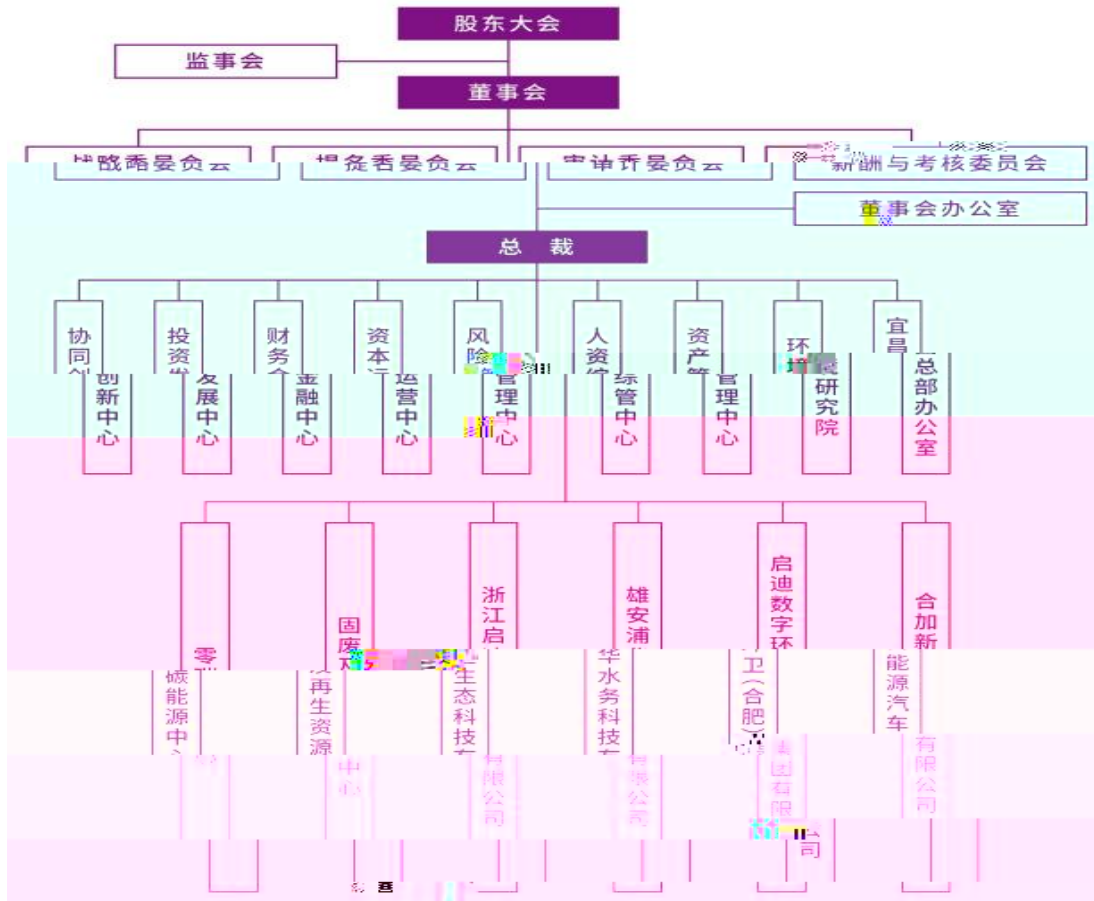 股东大会
监事会
董事会
战略委员会
提名委员会
审计委员会
薪酬与考核委员会
董事会办公室
总 裁
协同创新中心
投资发展中心
财务金融中心
资本运营中心
风险管理中心
人资综管中心
资产管理中心
环境研究院
宜昌总部办公室
零碳能源中心
固废及再生资源中心
浙江启迪生态科技有限公司
雄安浦华水务科技有限公司
启迪数字环卫(合肥)集团有限公司
合加新能源汽车有限公司